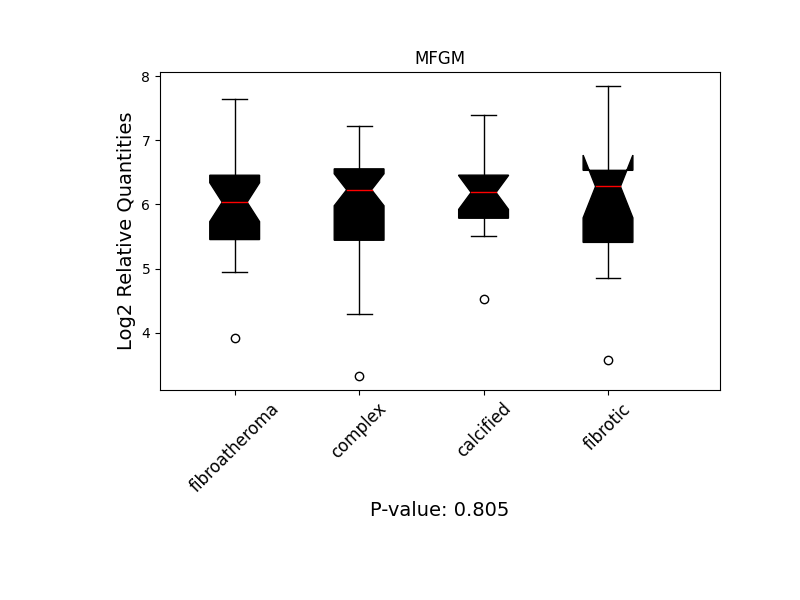 MFGM
Log2 Relative Quantities
8
7
6
5
4
fibroatheroma
complex
calcified
fibrotic
P-value: 0.805